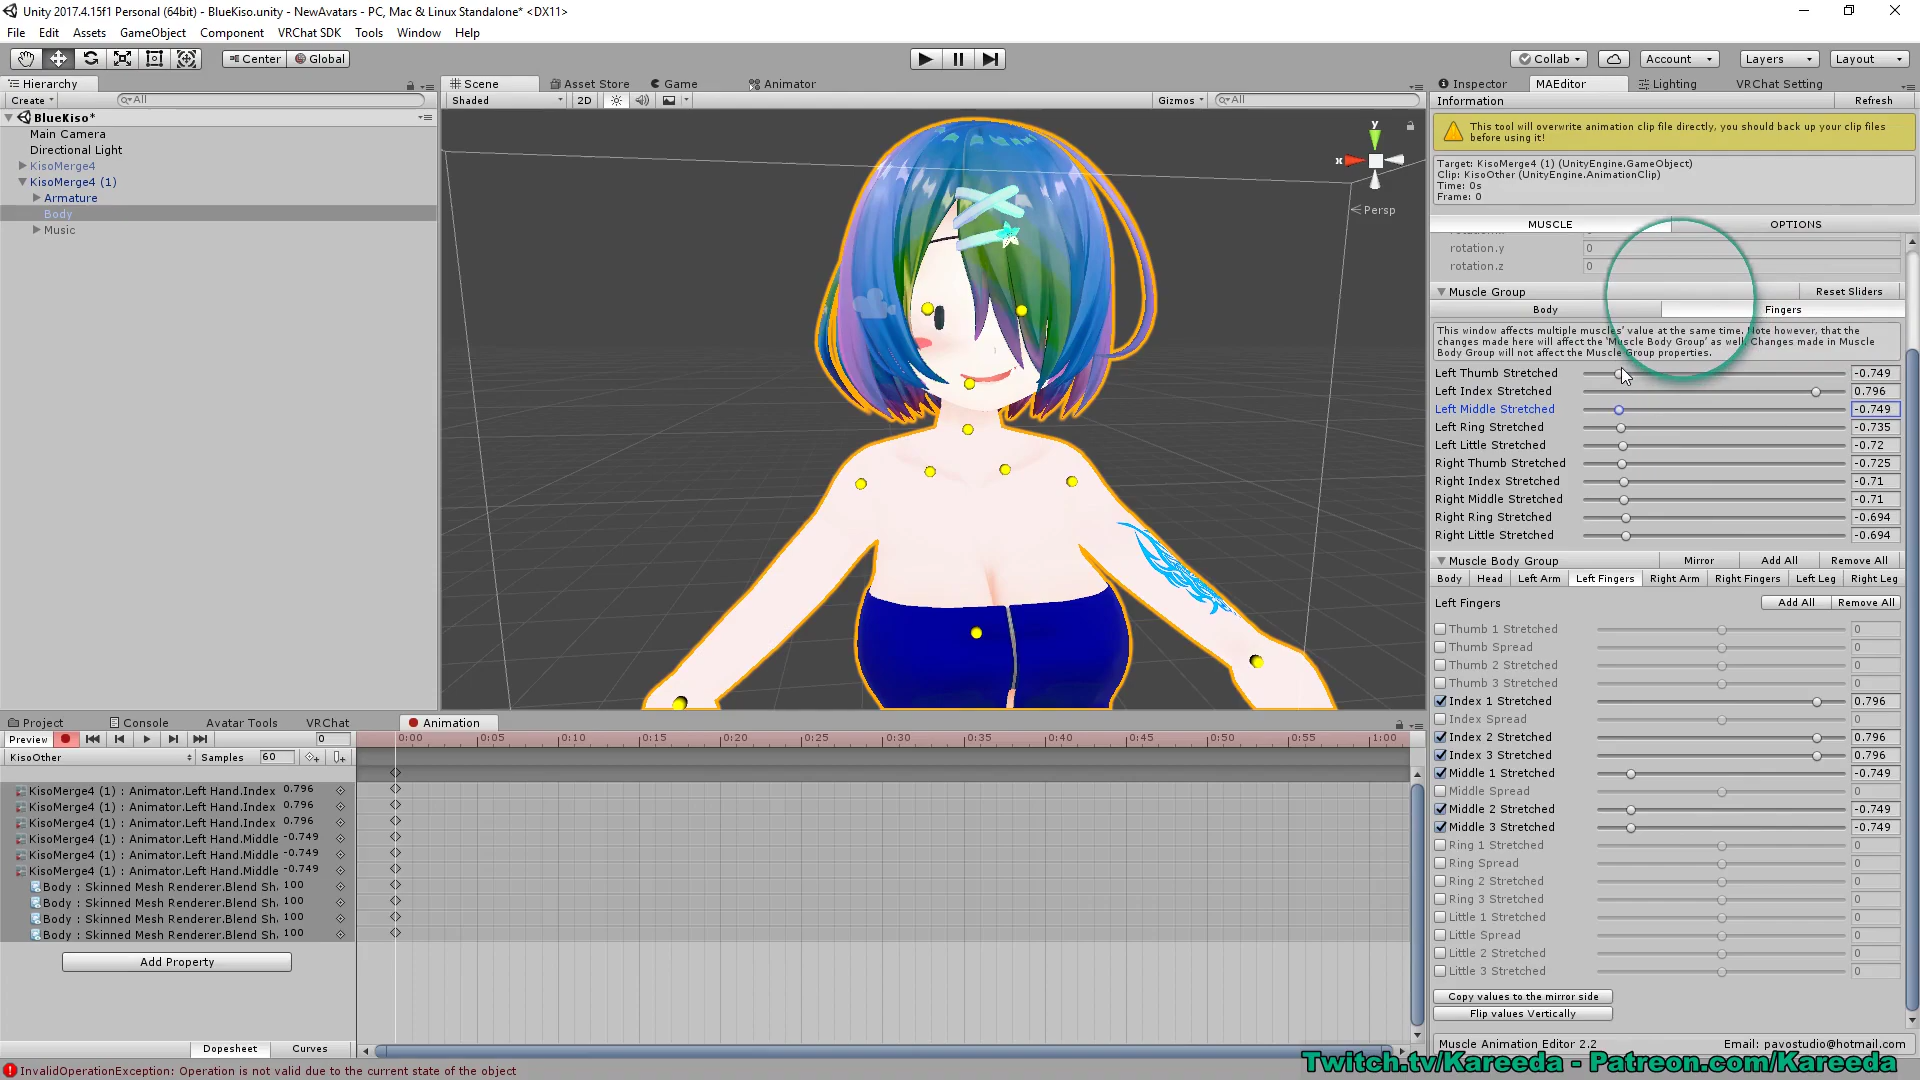 Unity 2017.4.15f1 Personal (64bit) - BlueKiso.unity - NewAvatars - PC, Mac & Linux Standalone* <DX11>
File Edit Assets GameObject Component VRChat SDK Tools Window Help
Center Global Collab Account Layers Layout
Hierarchy Scene Asset Store Game Animator Inspector MAEditor Lighting VRChat Setting
Create All Shaded 2D Gizmos All Information Refresh
BlueKiso*
Main Camera
Directional Light
KisoMerge4
KisoMerge4 (1)
Armature
Body
Music
y
x
Persp
This tool will overwrite animation clip file directly, you should back up your clip files
before using it!
Target: KisoMerge4 (1) (UnityEngine.GameObject)
Clip: KisoOther (UnityEngine.AnimationClip)
Time: 0s
Frame: 0
MUSCLE OPTIONS
rotation.y 0
rotation.z 0
Muscle Group Reset Sliders
Body Fingers
This window affects multiple muscles' value at the same time. Note however, that the
changes made here will affect the 'Muscle Body Group' as well. Changes made in Muscle
Body Group will not affect the Muscle Group properties.
Left Thumb Stretched -0.749
Left Index Stretched 0.796
Left Middle Stretched -0.749
Left Ring Stretched -0.735
Left Little Stretched -0.72
Right Thumb Stretched -0.725
Right Index Stretched -0.71
Right Middle Stretched -0.71
Right Ring Stretched -0.694
Right Little Stretched -0.694
Muscle Body Group Mirror Add All Remove All
Body Head Left Arm Left Fingers Right Arm Right Fingers Left Leg Right Leg
Left Fingers Add All Remove All
Thumb 1 Stretched 0
Thumb Spread 0
Thumb 2 Stretched 0
Thumb 3 Stretched 0
Index 1 Stretched 0.796
Index Spread 0
Index 2 Stretched 0.796
Index 3 Stretched 0.796
Middle 1 Stretched -0.749
Middle Spread 0
Middle 2 Stretched -0.749
Middle 3 Stretched -0.749
Ring 1 Stretched 0
Ring Spread 0
Ring 2 Stretched 0
Ring 3 Stretched 0
Little 1 Stretched 0
Little Spread 0
Little 2 Stretched 0
Little 3 Stretched 0
Copy values to the mirror side
Flip values Vertically
Muscle Animation Editor 2.2 Email: pavostudio@hotmail.com
Project Console Avatar Tools VRChat Animation
Preview 0 0:00 0:05 0:10 0:15 0:20 0:25 0:30 0:35 0:40 0:45 0:50 0:55 1:00
KisoOther Samples 60
KisoMerge4 (1) : Animator.Left Hand.Index 0.796
KisoMerge4 (1) : Animator.Left Hand.Index 0.796
KisoMerge4 (1) : Animator.Left Hand.Index 0.796
KisoMerge4 (1) : Animator.Left Hand.Middle -0.749
KisoMerge4 (1) : Animator.Left Hand.Middle -0.749
KisoMerge4 (1) : Animator.Left Hand.Middle -0.749
Body : Skinned Mesh Renderer.Blend Sh. 100
Body : Skinned Mesh Renderer.Blend Sh. 100
Body : Skinned Mesh Renderer.Blend Sh. 100
Body : Skinned Mesh Renderer.Blend Sh. 100
Add Property
Dopesheet Curves
InvalidOperationException: Operation is not valid due to the current state of the object
Twitch.tv/Kareeda - Patreon.com/Kareeda